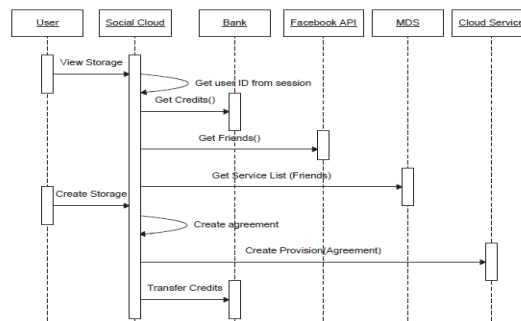 User
Social Cloud
Bank
Facebook API
MDS
Cloud Service
View Storage
Get user ID from session
Get Credits()
Get Friends()
Get Service List (Friends)
Create Storage
Create agreement
Create Provision(Agreement)
Transfer Credits